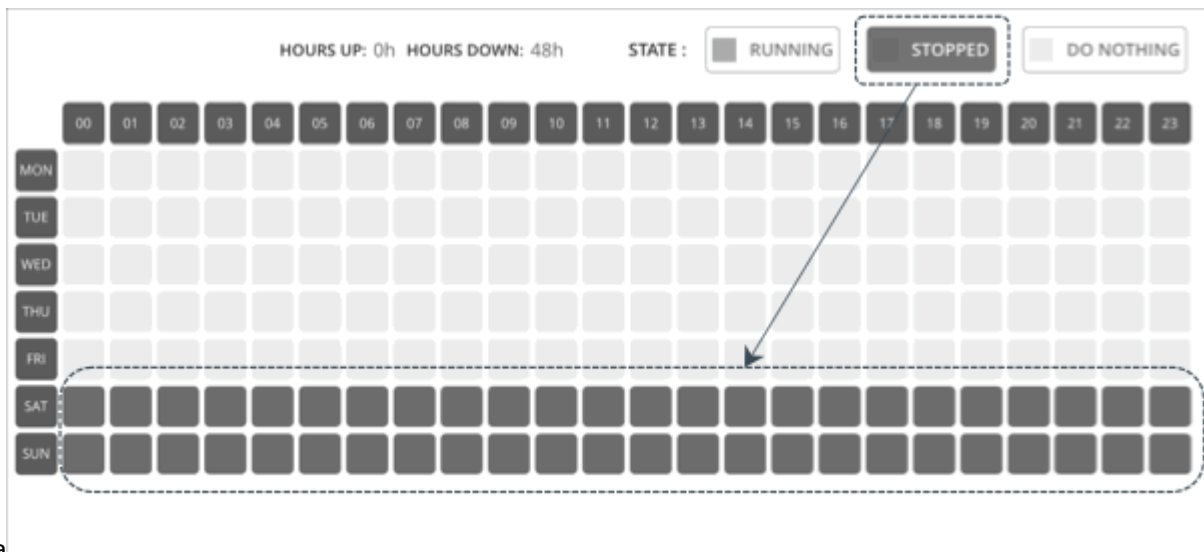 HOURS UP: 0h HOURS DOWN: 48h STATE : RUNNING STOPPED DO NOTHING
00 01 02 03 04 05 06 07 08 09 10 11 12 13 14 15 16 17 18 19 20 21 22 23
MON
TUE
WED
THU
FRI
SAT
SUN
a